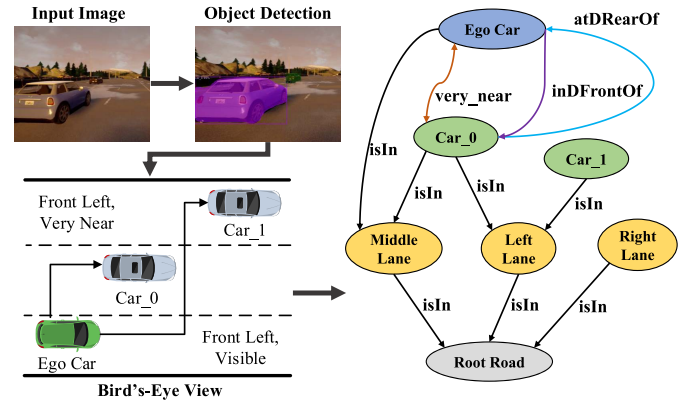 Input Image
Object Detection
Front Left,
Very Near
Car_1
Car_0
Ego Car
Front Left,
Visible
Bird's-Eye View
Ego Car
atDRearOf
very_near
inDFrontOf
Car_0
Car_1
isIn
isIn
isIn
isIn
Middle
Lane
Left
Lane
Right
Lane
isIn
isIn
isIn
Root Road